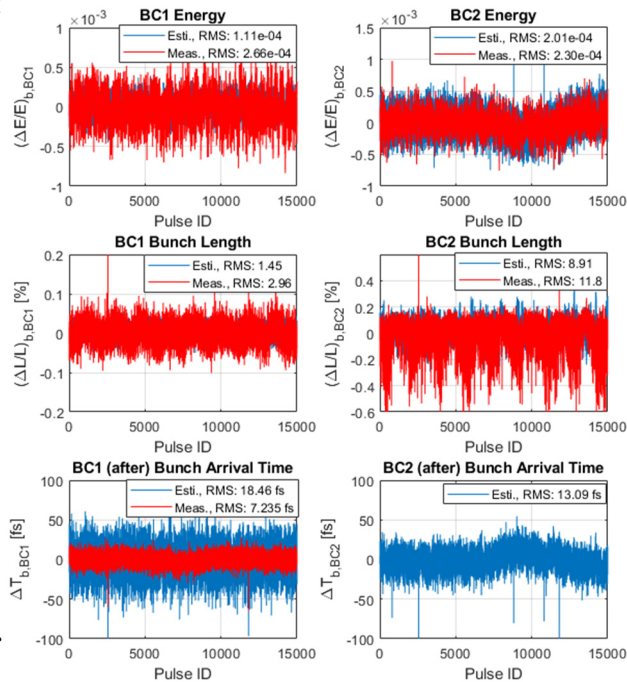 BC1 Energy
×10-3
Esti., RMS: 1.11e-04
Meas., RMS: 2.66e-04
(ΔE/E)b,BC1
1
0.5
0
-0.5
-1
0 5000 10000 15000
Pulse ID
BC2 Energy
×10-3
Esti., RMS: 2.01e-04
Meas., RMS: 2.30e-04
(ΔE/E)b,BC2
1.5
1
0.5
0
-0.5
-1
0 5000 10000 15000
Pulse ID
BC1 Bunch Length
Esti., RMS: 1.45
Meas., RMS: 2.96
(ΔL/L)b,BC1 [%]
0.2
0.1
0
-0.1
-0.2
0 5000 10000 15000
Pulse ID
BC2 Bunch Length
Esti., RMS: 8.91
Meas., RMS: 11.8
(ΔL/L)b,BC2 [%]
0.4
0.2
0
-0.2
-0.4
-0.6
0 5000 10000 15000
Pulse ID
BC1 (after) Bunch Arrival Time
Esti., RMS: 18.46 fs
Meas., RMS: 7.235 fs
ΔTb,BC1 [fs]
100
50
0
-50
-100
0 5000 10000 15000
Pulse ID
BC2 (after) Bunch Arrival Time
Esti., RMS: 13.09 fs
ΔTb,BC2 [fs]
100
50
0
-50
-100
0 5000 10000 15000
Pulse ID